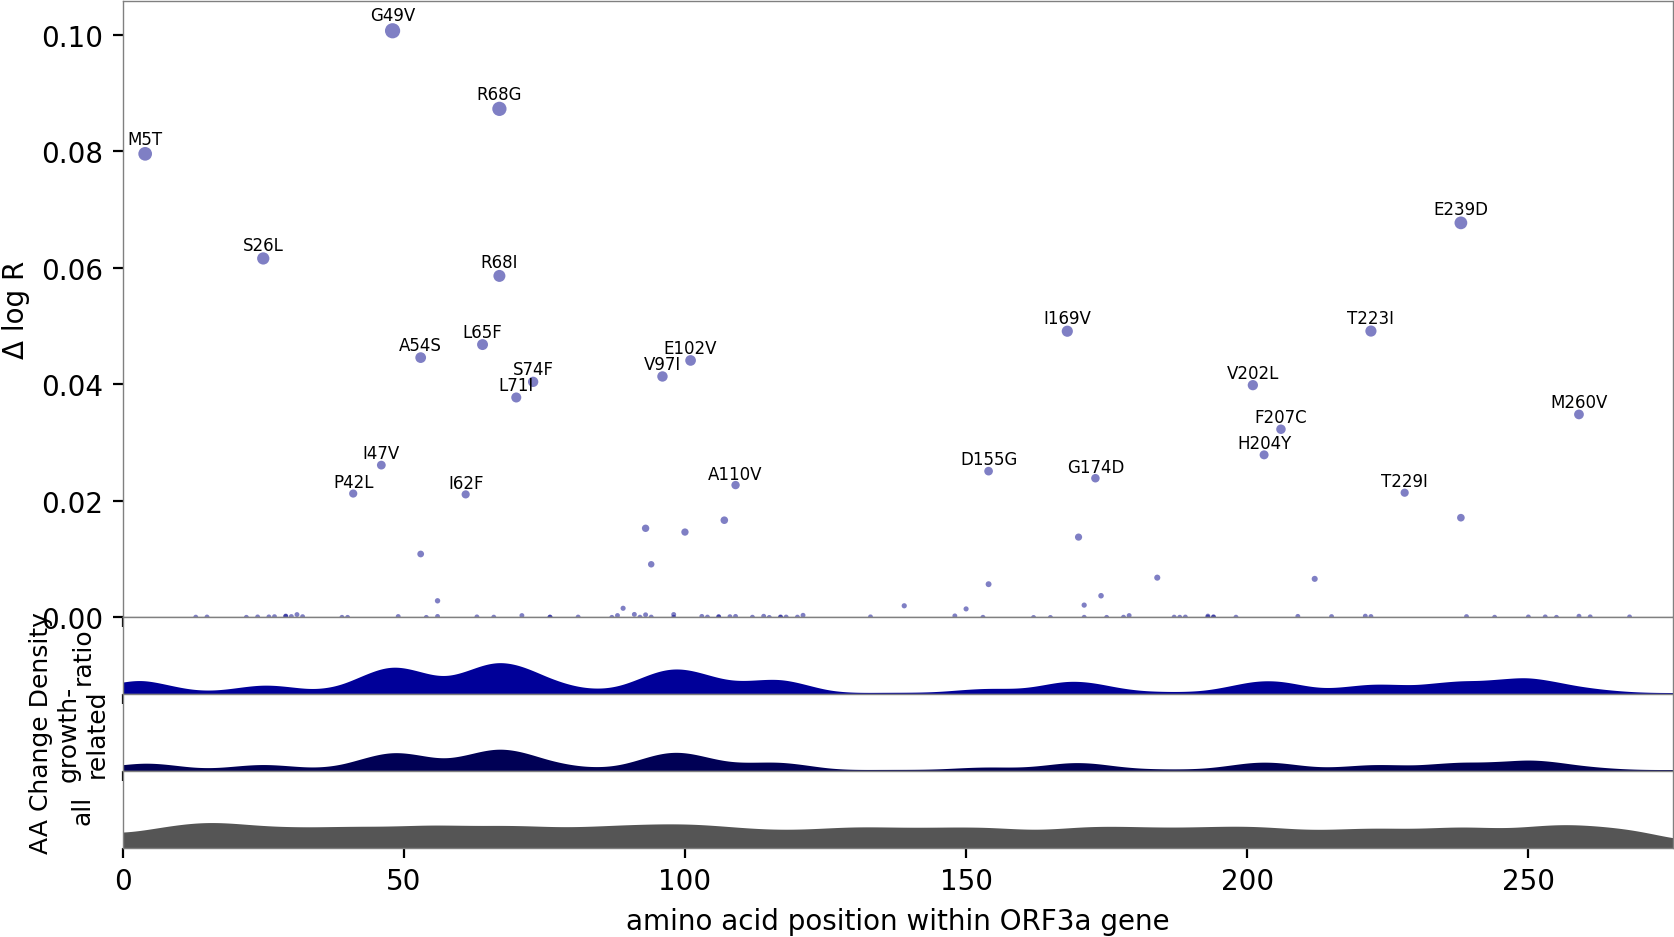 G49V
0.10
R68G
M5T
0.08
E239D
S26L
R68I
0.06
Δ log R
I169V
T223I
L65F
A54S
E102V
V97I
S74F
L71I
0.04
V202L
M260V
F207C
H204Y
I47V
D155G
G174D
A110V
P42L
I62F
T229I
0.02
0.00
AA Change Density
ratio
growth-
related
all
0
50
100
150
200
250
amino acid position within ORF3a gene